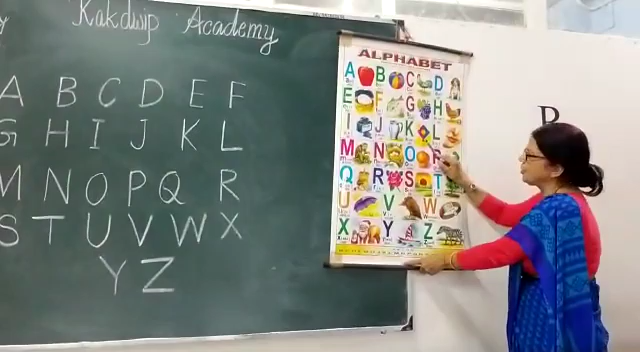 Kakdwip Academy
A B C D E F
G H I J K L
M N O P Q R
S T U V W X
Y Z
ALPHABET
A B C D
E F G H
I J K L
M N O P
Q R S T
U V W
X Y Z